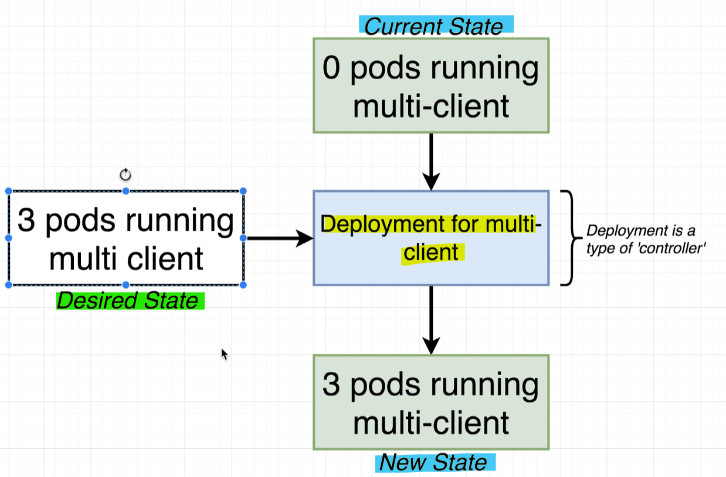 Current State
0 pods running
multi-client
3 pods running
multi client
Desired State
Deployment for multi-
client
Deployment is a
type of 'controller'
3 pods running
multi-client
New State